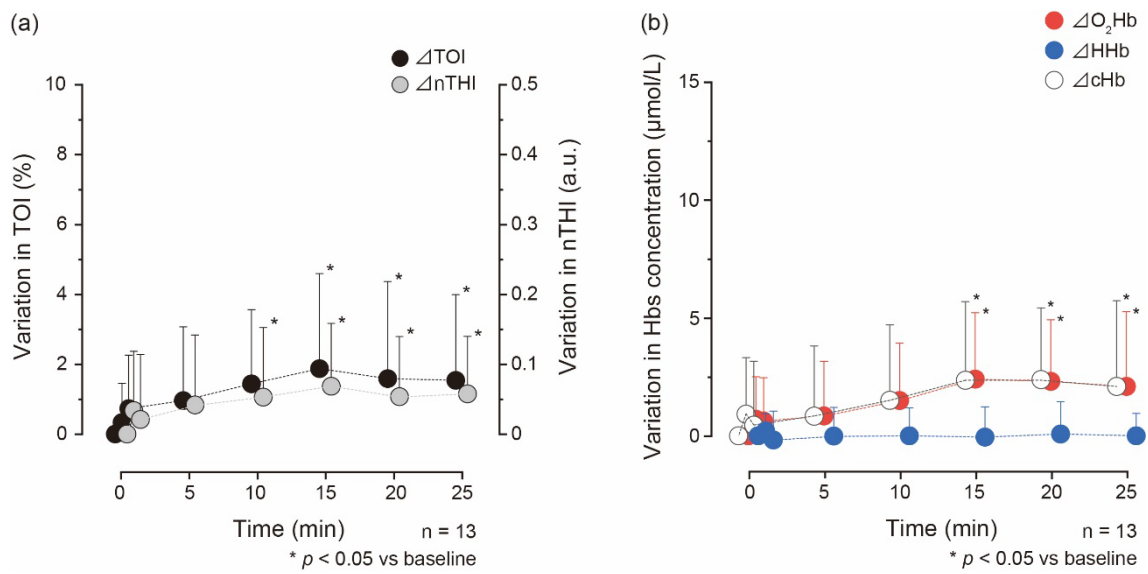 (a)
⊿TOI
⊿nTHI
Variation in TOI (%)
10
8
6
4
2
0
0.5
0.4
0.3
0.2
0.1
0
Variation in nTHI (a.u.)
*
*
*
*
*
*
*
0 5 10 15 20 25
Time (min)
n = 13
* p < 0.05 vs baseline
(b)
⊿O₂Hb
⊿HHb
⊿cHb
Variation in Hbs concentration (µmol/L)
15
10
5
0
*
*
*
*
*
*
0 5 10 15 20 25
Time (min)
n = 13
* p < 0.05 vs baseline